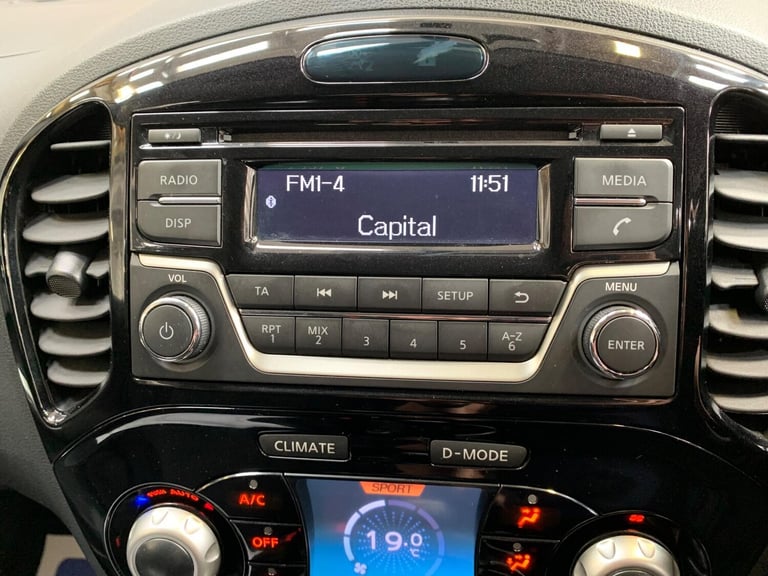 FM1-4 11:51
Capital
RADIO
DISP
MEDIA
VOL
TA
SETUP
MENU
RPT MIX A-Z
1 2 3 4 5 6
ENTER
CLIMATE
D-MODE
SPORT
A/C
OFF
19.0°C